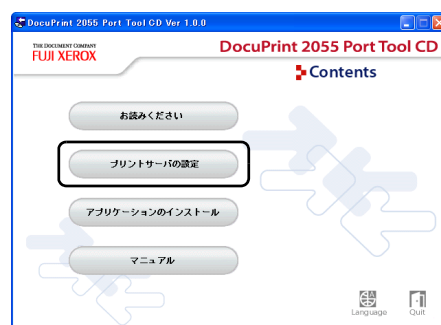 DocuPrint 2055 Port Tool CD Ver 1.0.0
THE DOCUMENT COMPANY
FUJI XEROX
DocuPrint 2055 Port Tool CD
Contents
お読みください
プリントサーバの設定
アプリケーションのインストール
マニュアル
Language
Quit